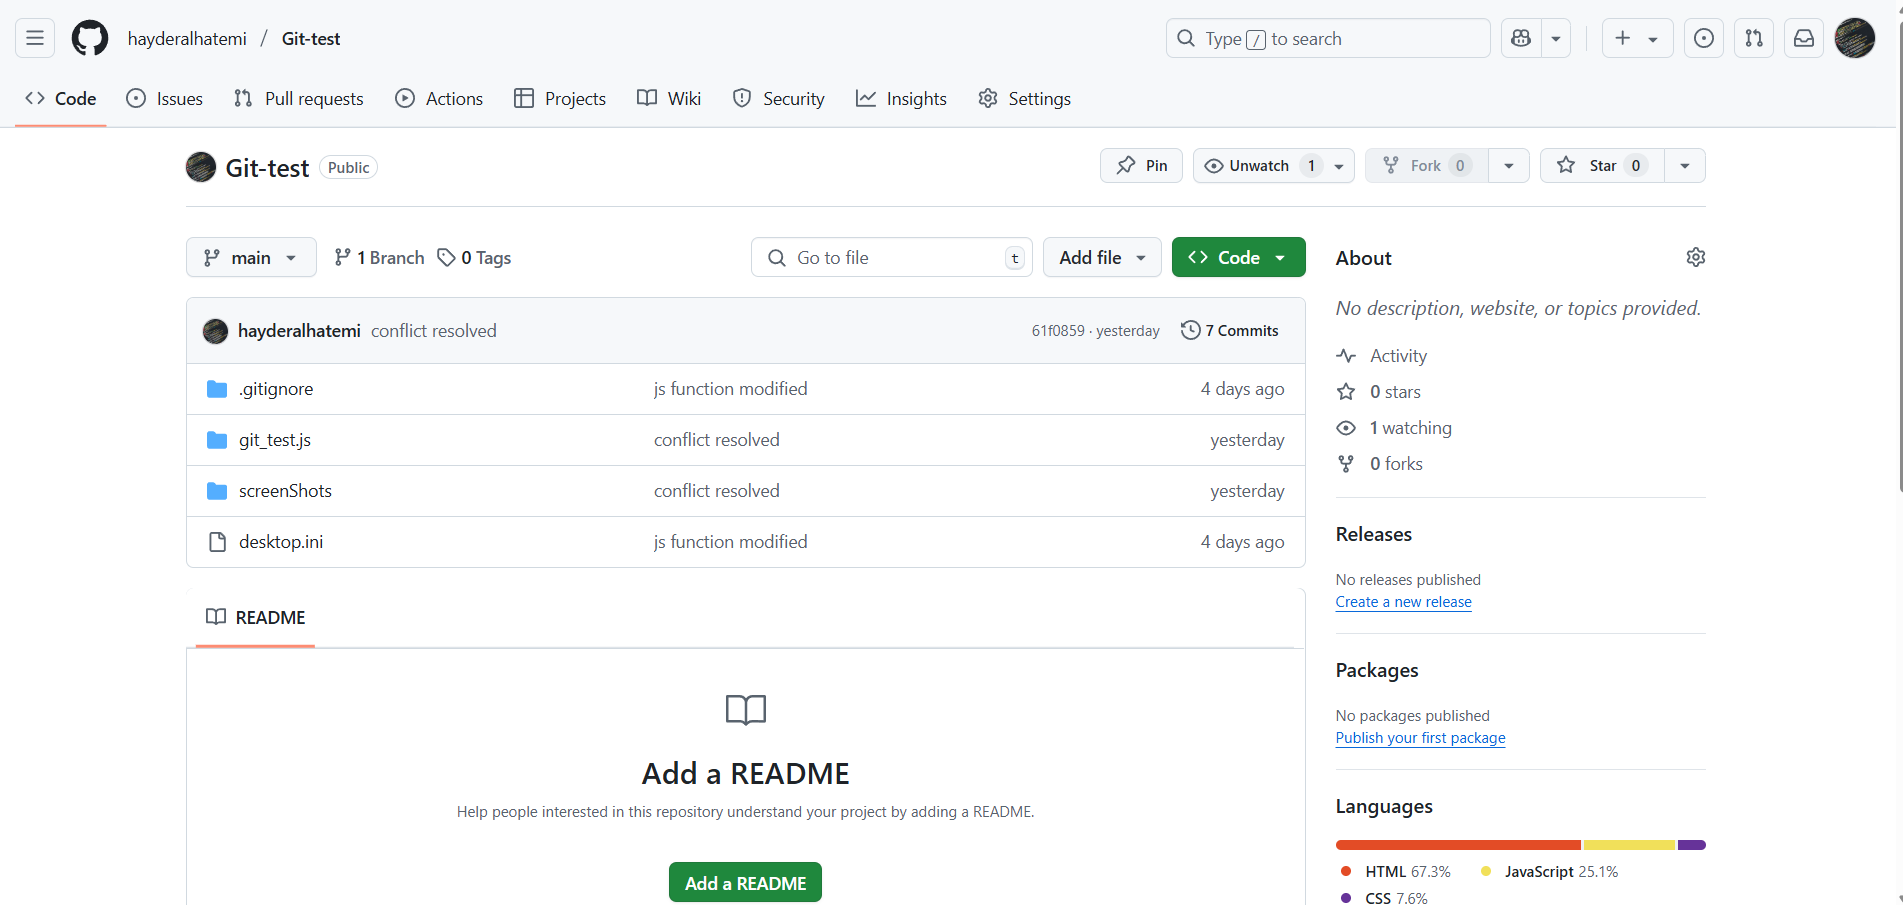 hayderalhatemi / Git-test
Type / to search
Code Issues Pull requests Actions Projects Wiki Security Insights Settings
Git-test Public
Pin Unwatch 1 Fork 0 Star 0
main 1 Branch 0 Tags Go to file t Add file Code
hayderalhatemi conflict resolved 61f0859 · yesterday 7 Commits
.gitignore js function modified 4 days ago
git_test.js conflict resolved yesterday
screenShots conflict resolved yesterday
desktop.ini js function modified 4 days ago
README
Add a README
Help people interested in this repository understand your project by adding a README.
Add a README
About
No description, website, or topics provided.
Activity
0 stars
1 watching
0 forks
Releases
No releases published
Create a new release
Packages
No packages published
Publish your first package
Languages
HTML 67.3% JavaScript 25.1%
CSS 7.6%